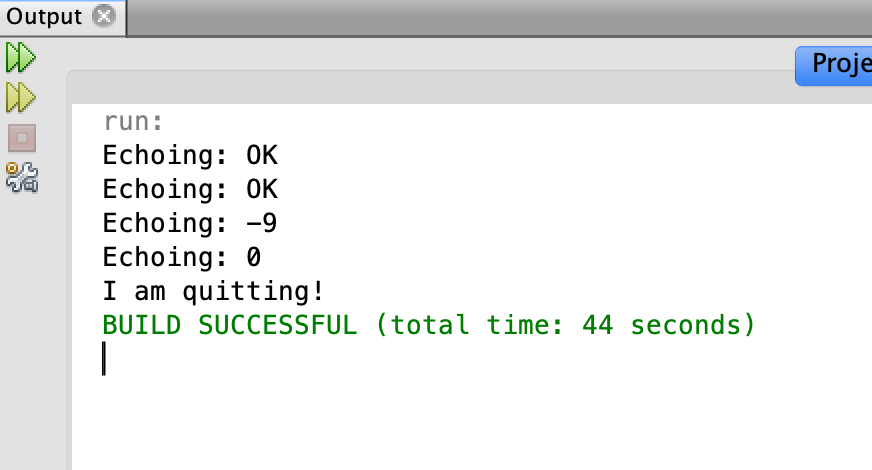 Output
Proje
run:
Echoing: OK
Echoing: OK
Echoing: -9
Echoing: 0
I am quitting!
BUILD SUCCESSFUL (total time: 44 seconds)